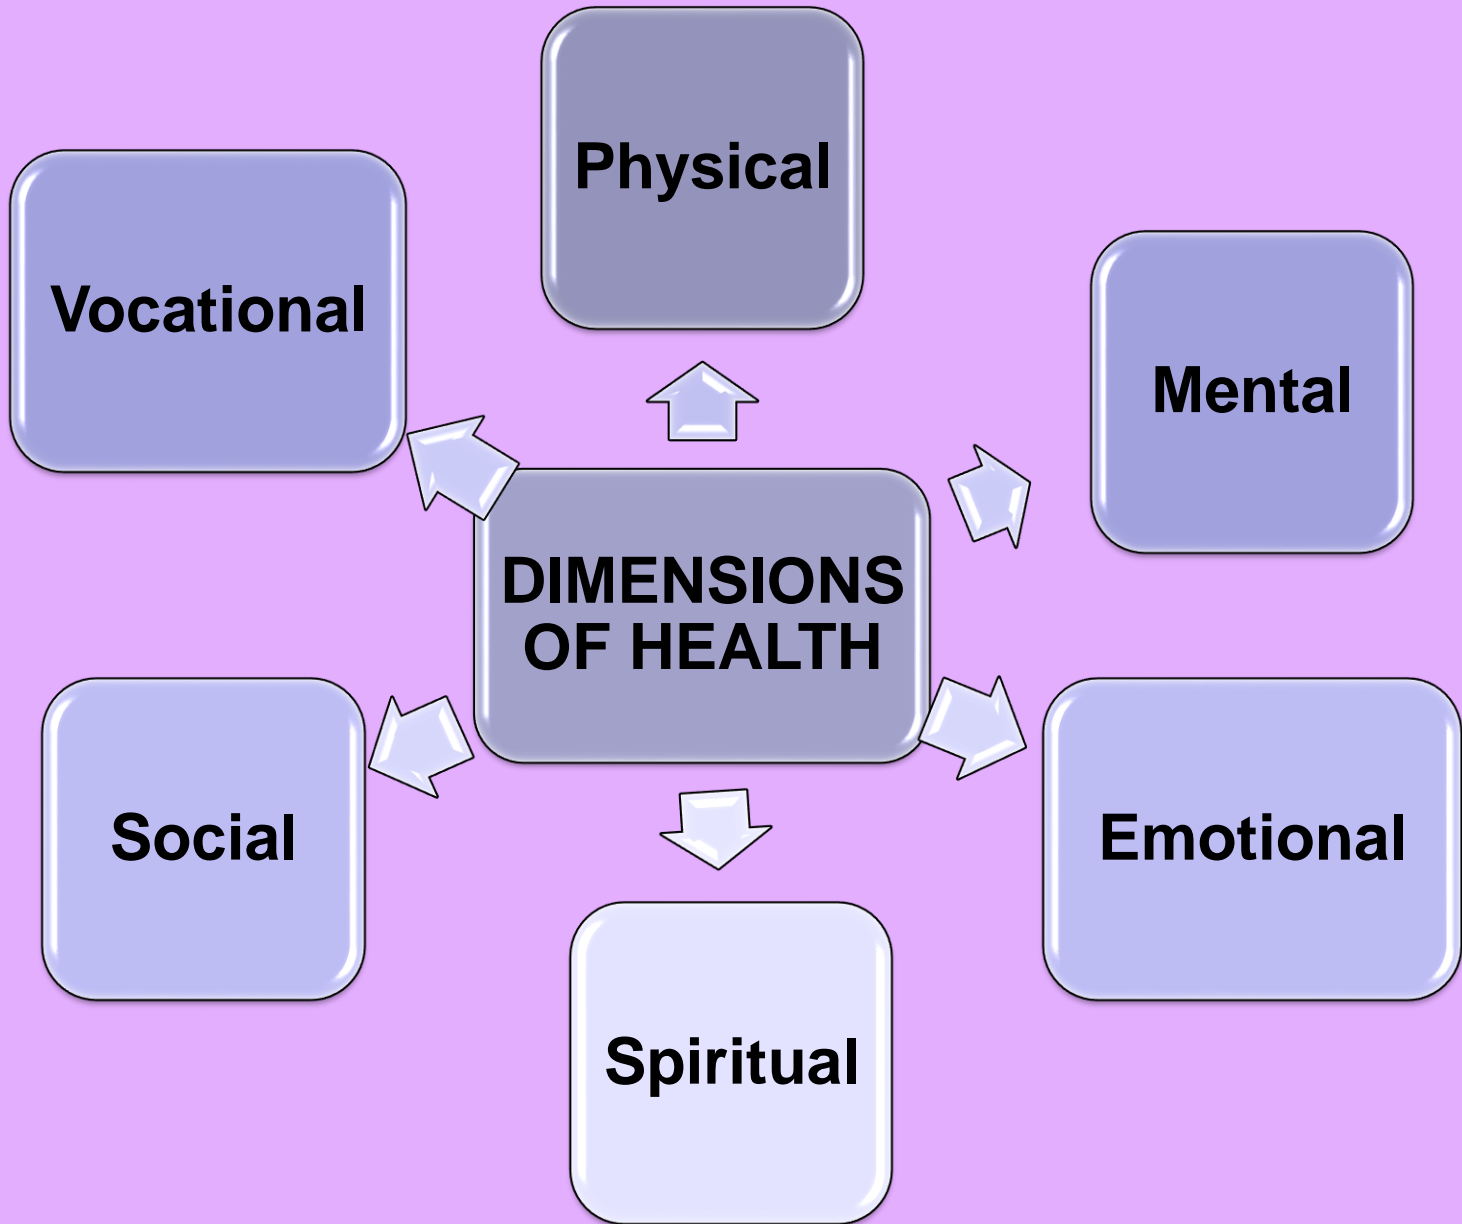 Physical
Vocational
Mental
DIMENSIONS
OF HEALTH
Social
Emotional
Spiritual